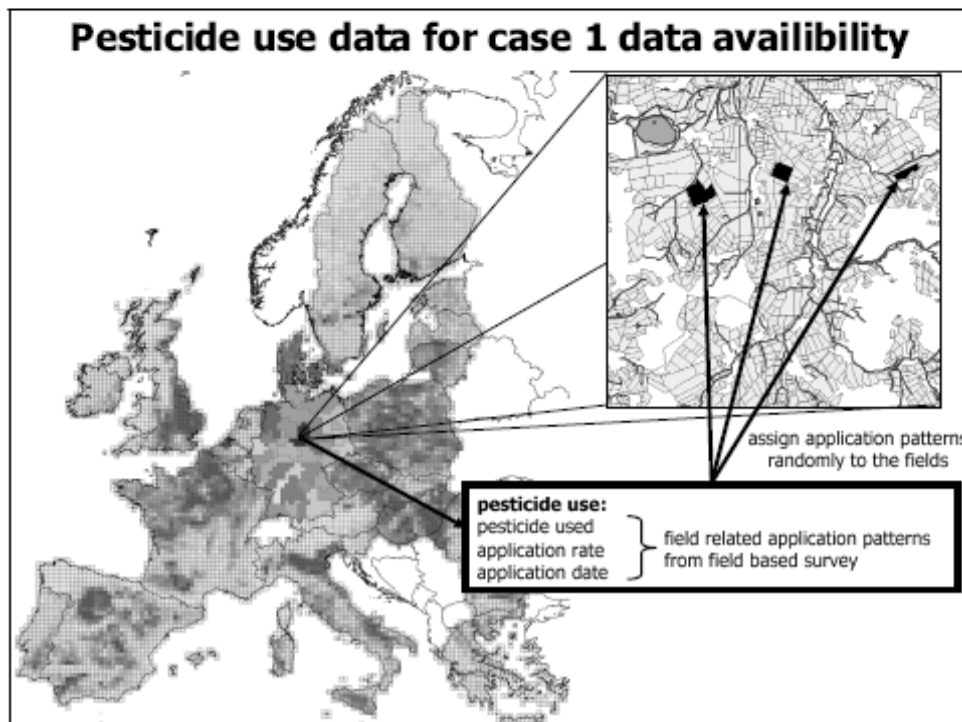 Pesticide use data for case 1 data availibility
assign application patterns
randomly to the fields
pesticide use:
pesticide used
application rate
application date
field related application patterns
from field based survey